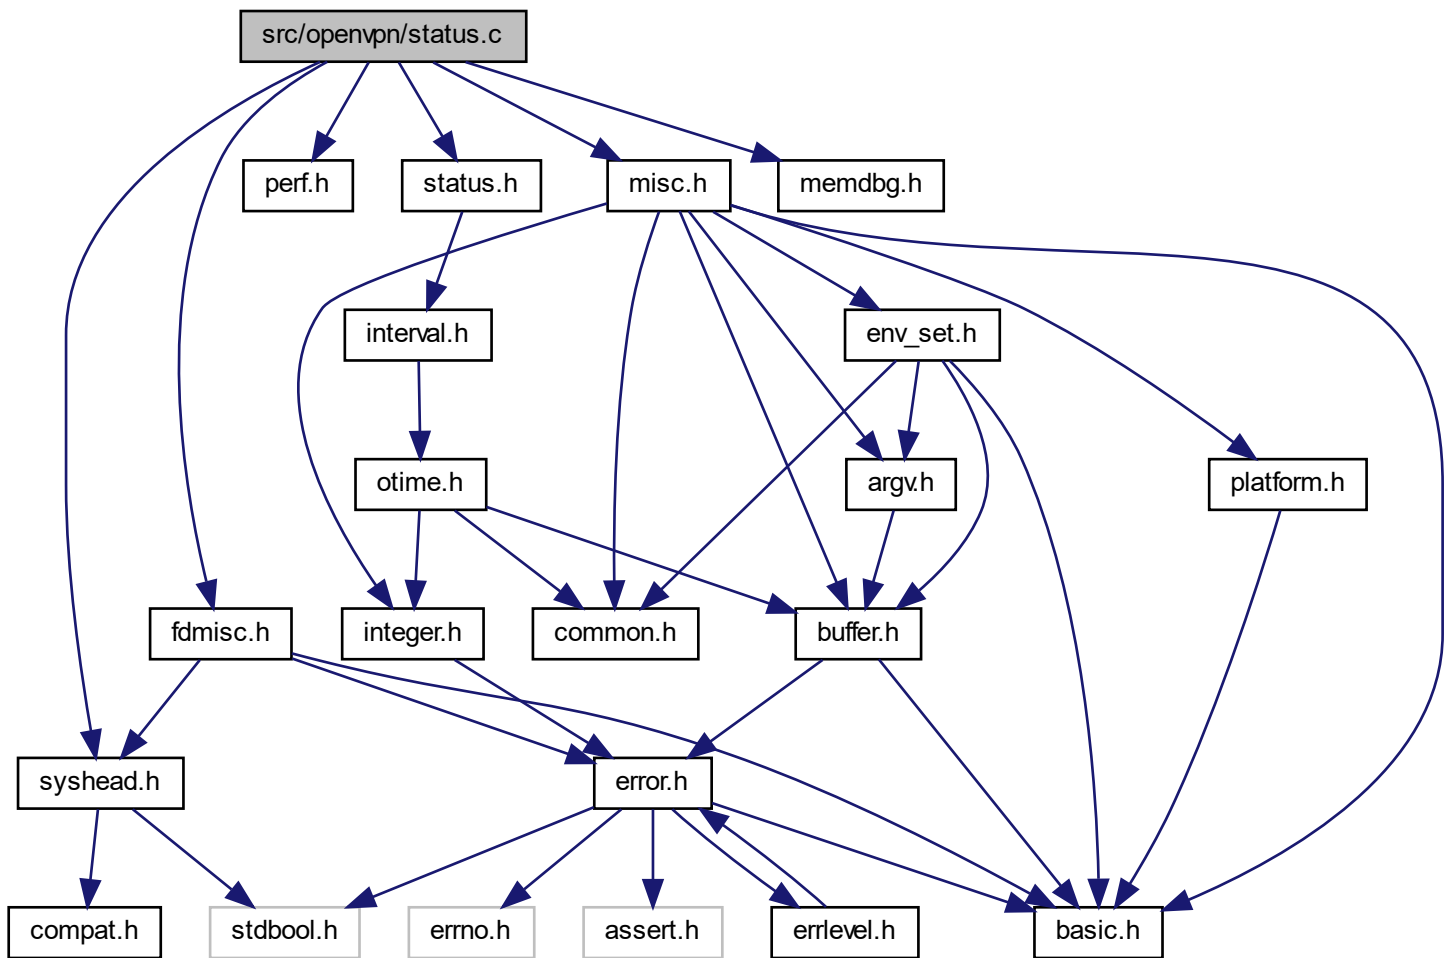 src/openvpn/status.c
perf.h
status.h
misc.h
memdbg.h
interval.h
env_set.h
otime.h
argv.h
platform.h
fdmisc.h
integer.h
common.h
buffer.h
syshead.h
error.h
compat.h
stdbool.h
errno.h
assert.h
errlevel.h
basic.h